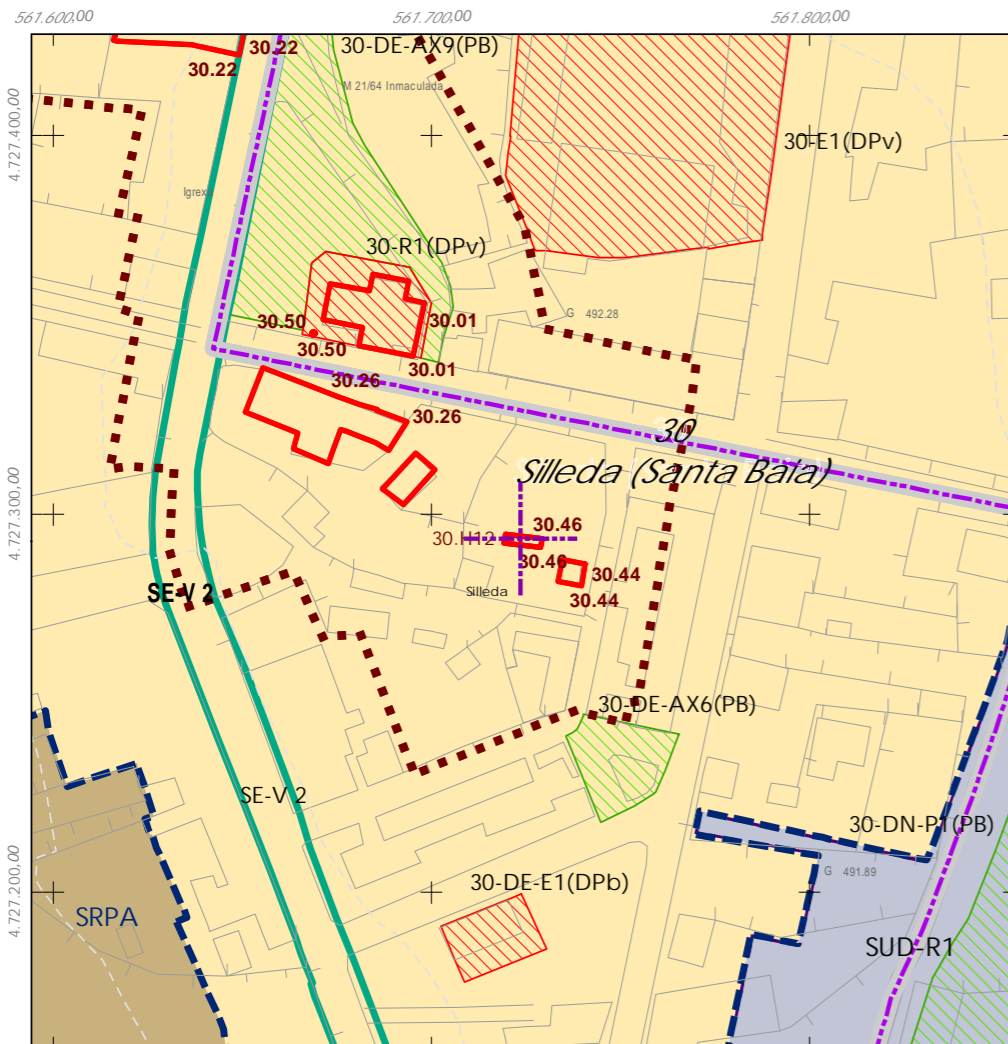 561.600,00
561.700,00
561.800,00
4.727.400,00
4.727.300,00
4.727.200,00
30.22
30.22
30-DE-AX9(PB)
M 21/64 Inmaculada
30-E1(DPv)
Igrexa
30-R1(DPv)
30.50
30.01
G 492.28
30.50
30.01
30.26
30.26
30
Silleda (Santa Baia)
30.46
30.H12
30.46
30.44
Silleda
30.44
SE-V 2
30-DE-AX6(PB)
SE-V 2
30-DN-P1(PB)
G 491.89
30-DE-E1(DPb)
SRPA
SUD-R1